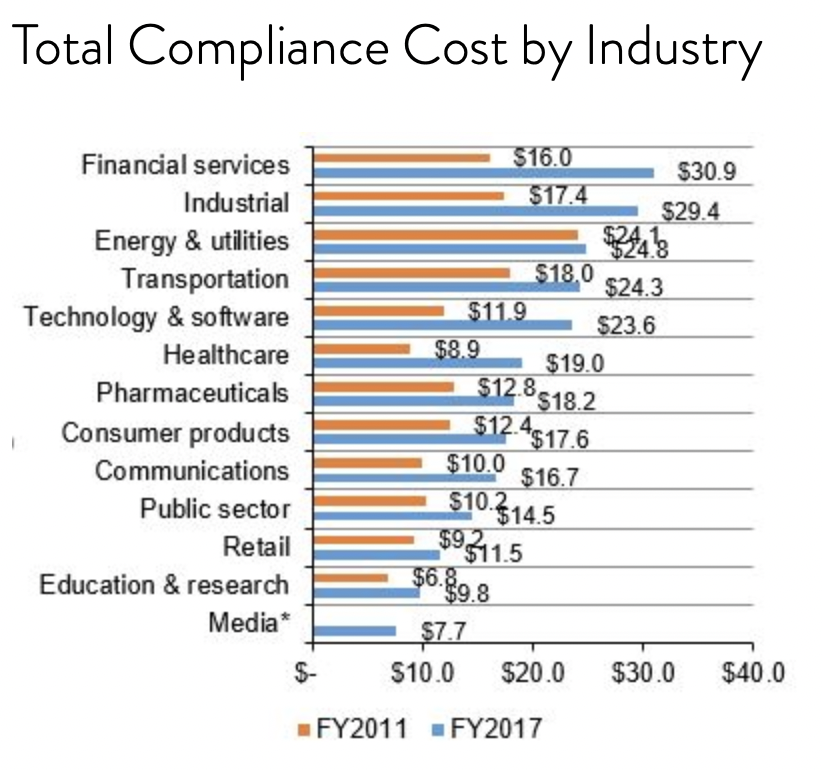 Total Compliance Cost by Industry
Financial services $16.0
$30.9
Industrial $17.4
$29.4
Energy & utilities $24.1
$24.8
Transportation $18.0
$24.3
Technology & software $11.9
$23.6
Healthcare $8.9
$19.0
Pharmaceuticals $12.8
$18.2
Consumer products $12.4
$17.6
Communications $10.0
$16.7
Public sector $10.2
$14.5
Retail $9.2
$11.5
Education & research $6.8
$9.8
Media* $7.7
$- $10.0 $20.0 $30.0 $40.0
FY2011 FY2017